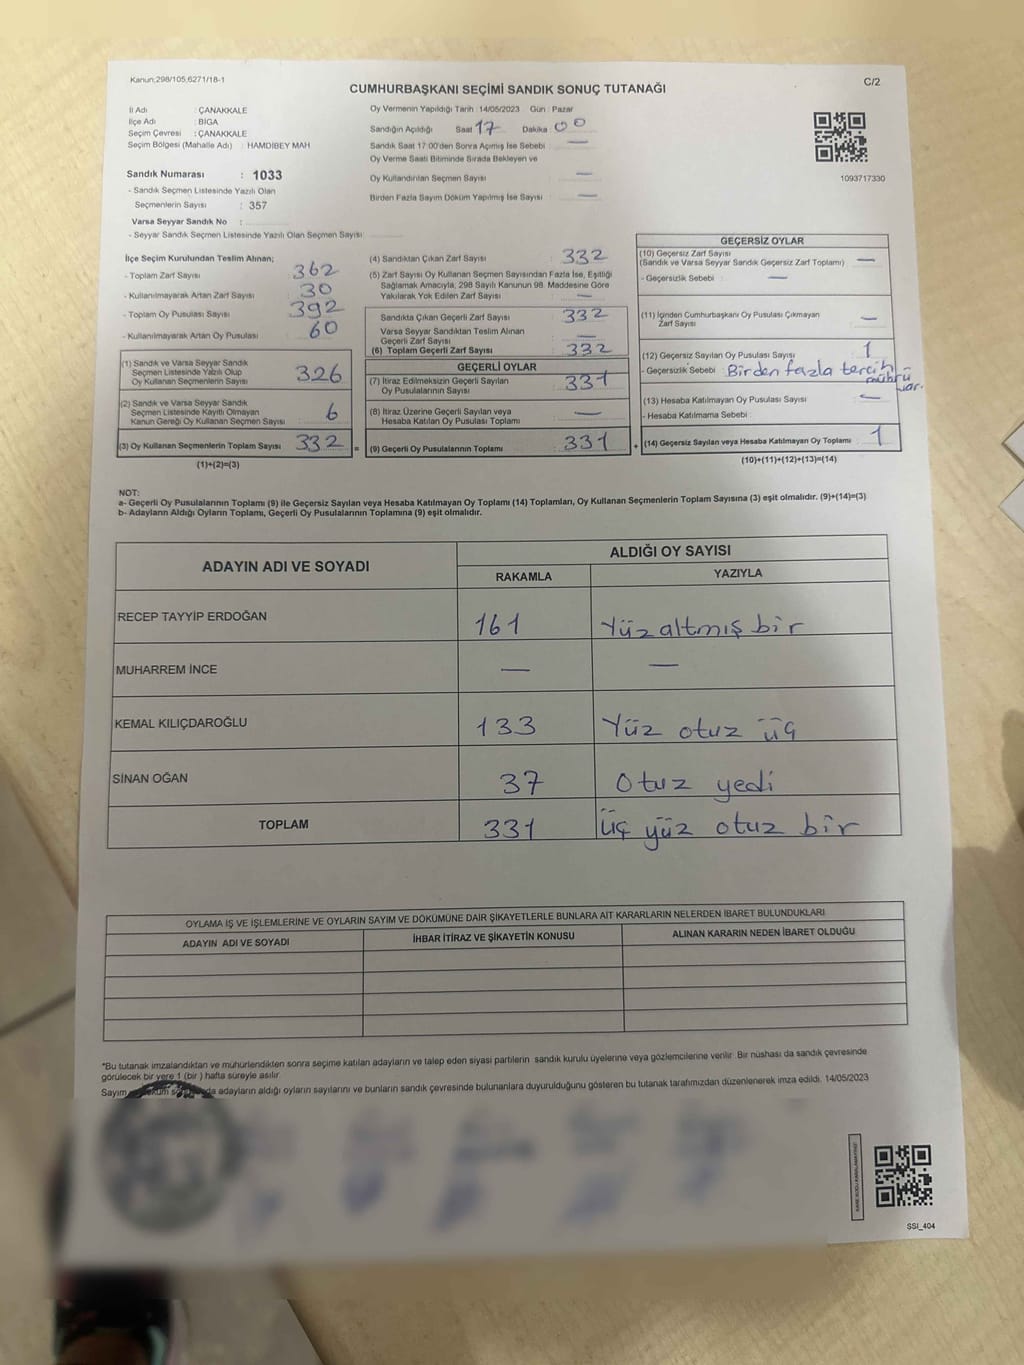 Kanun;298/105;6271/18-1
C/2
CUMHURBAŞKANI SEÇİMİ SANDIK SONUÇ TUTANAĞI
İl Adı : ÇANAKKALE
İlçe Adı : BİGA
Seçim Çevresi : ÇANAKKALE
Seçim Bölgesi (Mahalle Adı) : HAMDİBEY MAH
Sandık Numarası : 1033
- Sandık Seçmen Listesinde Yazılı Olan
Seçmenlerin Sayısı : 357
Varsa Seyyar Sandık No :
- Seyyar Sandık Seçmen Listesinde Yazılı Olan Seçmen Sayısı
Oy Vermenin Yapıldığı Tarih : 14/05/2023 Gün : Pazar
Sandığın Açıldığı Saat 17 Dakika 00
Sandık Saat 17:00'den Sonra Açılmış İse Sebebi : —
Oy Verme Saati Bitiminde Sırada Bekleyen ve
Oy Kullandırılan Seçmen Sayısı —
Birden Fazla Sayım Döküm Yapılmış İse Sayısı : —
1093717330
İlçe Seçim Kurulundan Teslim Alınan;
- Toplam Zarf Sayısı : 362
- Kullanılmayarak Artan Zarf Sayısı : 30
- Toplam Oy Pusulası Sayısı : 392
- Kullanılmayarak Artan Oy Pusulası : 60
(1) Sandık ve Varsa Seyyar Sandık
Seçmen Listesinde Yazılı Olup
Oy Kullanan Seçmenlerin Sayısı : 326
(2) Sandık ve Varsa Seyyar Sandık
Seçmen Listesinde Kayıtlı Olmayan
Kanun Gereği Oy Kullanan Seçmen Sayısı : 6
(3) Oy Kullanan Seçmenlerin Toplam Sayısı : 332
(1)+(2)=(3)
(4) Sandıktan Çıkan Zarf Sayısı : 332
(5) Zarf Sayısı Oy Kullanan Seçmen Sayısından Fazla İse, Eşitliği
Sağlamak Amacıyla, 298 Sayılı Kanunun 98. Maddesine Göre
Yakılarak Yok Edilen Zarf Sayısı : —
Sandıkta Çıkan Geçerli Zarf Sayısı : 332
Varsa Seyyar Sandıktan Teslim Alınan
Geçerli Zarf Sayısı : —
(6) Toplam Geçerli Zarf Sayısı : 332
GEÇERLİ OYLAR
(7) İtiraz Edilmeksizin Geçerli Sayılan
Oy Pusulalarının Sayısı : 331
(8) İtiraz Üzerine Geçerli Sayılan veya
Hesaba Katılan Oy Pusulası Toplamı : —
= (9) Geçerli Oy Pusulalarının Toplamı : 331 +
GEÇERSİZ OYLAR
(10) Geçersiz Zarf Sayısı
(Sandık ve Varsa Seyyar Sandık Geçersiz Zarf Toplamı) —
- Geçersizlik Sebebi : —
(11) İçinden Cumhurbaşkanı Oy Pusulası Çıkmayan
Zarf Sayısı : —
(12) Geçersiz Sayılan Oy Pusulası Sayısı : 1
- Geçersizlik Sebebi : Birden fazla tercih
mührü
var.
(13) Hesaba Katılmayan Oy Pusulası Sayısı : —
- Hesaba Katılmama Sebebi :
(14) Geçersiz Sayılan veya Hesaba Katılmayan Oy Toplamı : 1
(10)+(11)+(12)+(13)=(14)
NOT:
a- Geçerli Oy Pusulalarının Toplamı (9) ile Geçersiz Sayılan veya Hesaba Katılmayan Oy Toplamı (14) Toplamları, Oy Kullanan Seçmenlerin Toplam Sayısına (3) eşit olmalıdır. (9)+(14)=(3)
b- Adayların Aldığı Oyların Toplamı, Geçerli Oy Pusulalarının Toplamına (9) eşit olmalıdır.
ADAYIN ADI VE SOYADI
ALDIĞI OY SAYISI
RAKAMLA YAZIYLA
RECEP TAYYİP ERDOĞAN 161 Yüz altmış bir
MUHARREM İNCE — —
KEMAL KILIÇDAROĞLU 133 Yüz otuz üç
SİNAN OĞAN 37 Otuz yedi
TOPLAM 331 Üç yüz otuz bir
OYLAMA İŞ VE İŞLEMLERİNE VE OYLARIN SAYIM VE DÖKÜMÜNE DAİR ŞİKAYETLERLE BUNLARA AİT KARARLARIN NELERDEN İBARET BULUNDUKLARI
ADAYIN ADI VE SOYADI İHBAR İTİRAZ VE ŞİKAYETİN KONUSU ALINAN KARARIN NEDEN İBARET OLDUĞU
*Bu tutanak imzalandıktan ve mühürlendikten sonra seçime katılan adayların ve talep eden siyasi partilerin sandık kurulu üyelerine veya gözlemcilerine verilir. Bir nüshası da sandık çevresinde
görülecek bir yere 1 (bir ) hafta süreyle asılır.
Sayım adayların aldığı oyların sayılarını ve bunların sandık çevresinde bulunanlara duyurulduğunu gösteren bu tutanak tarafımızdan düzenlenerek imza edildi. 14/05/2023
SSİ_404